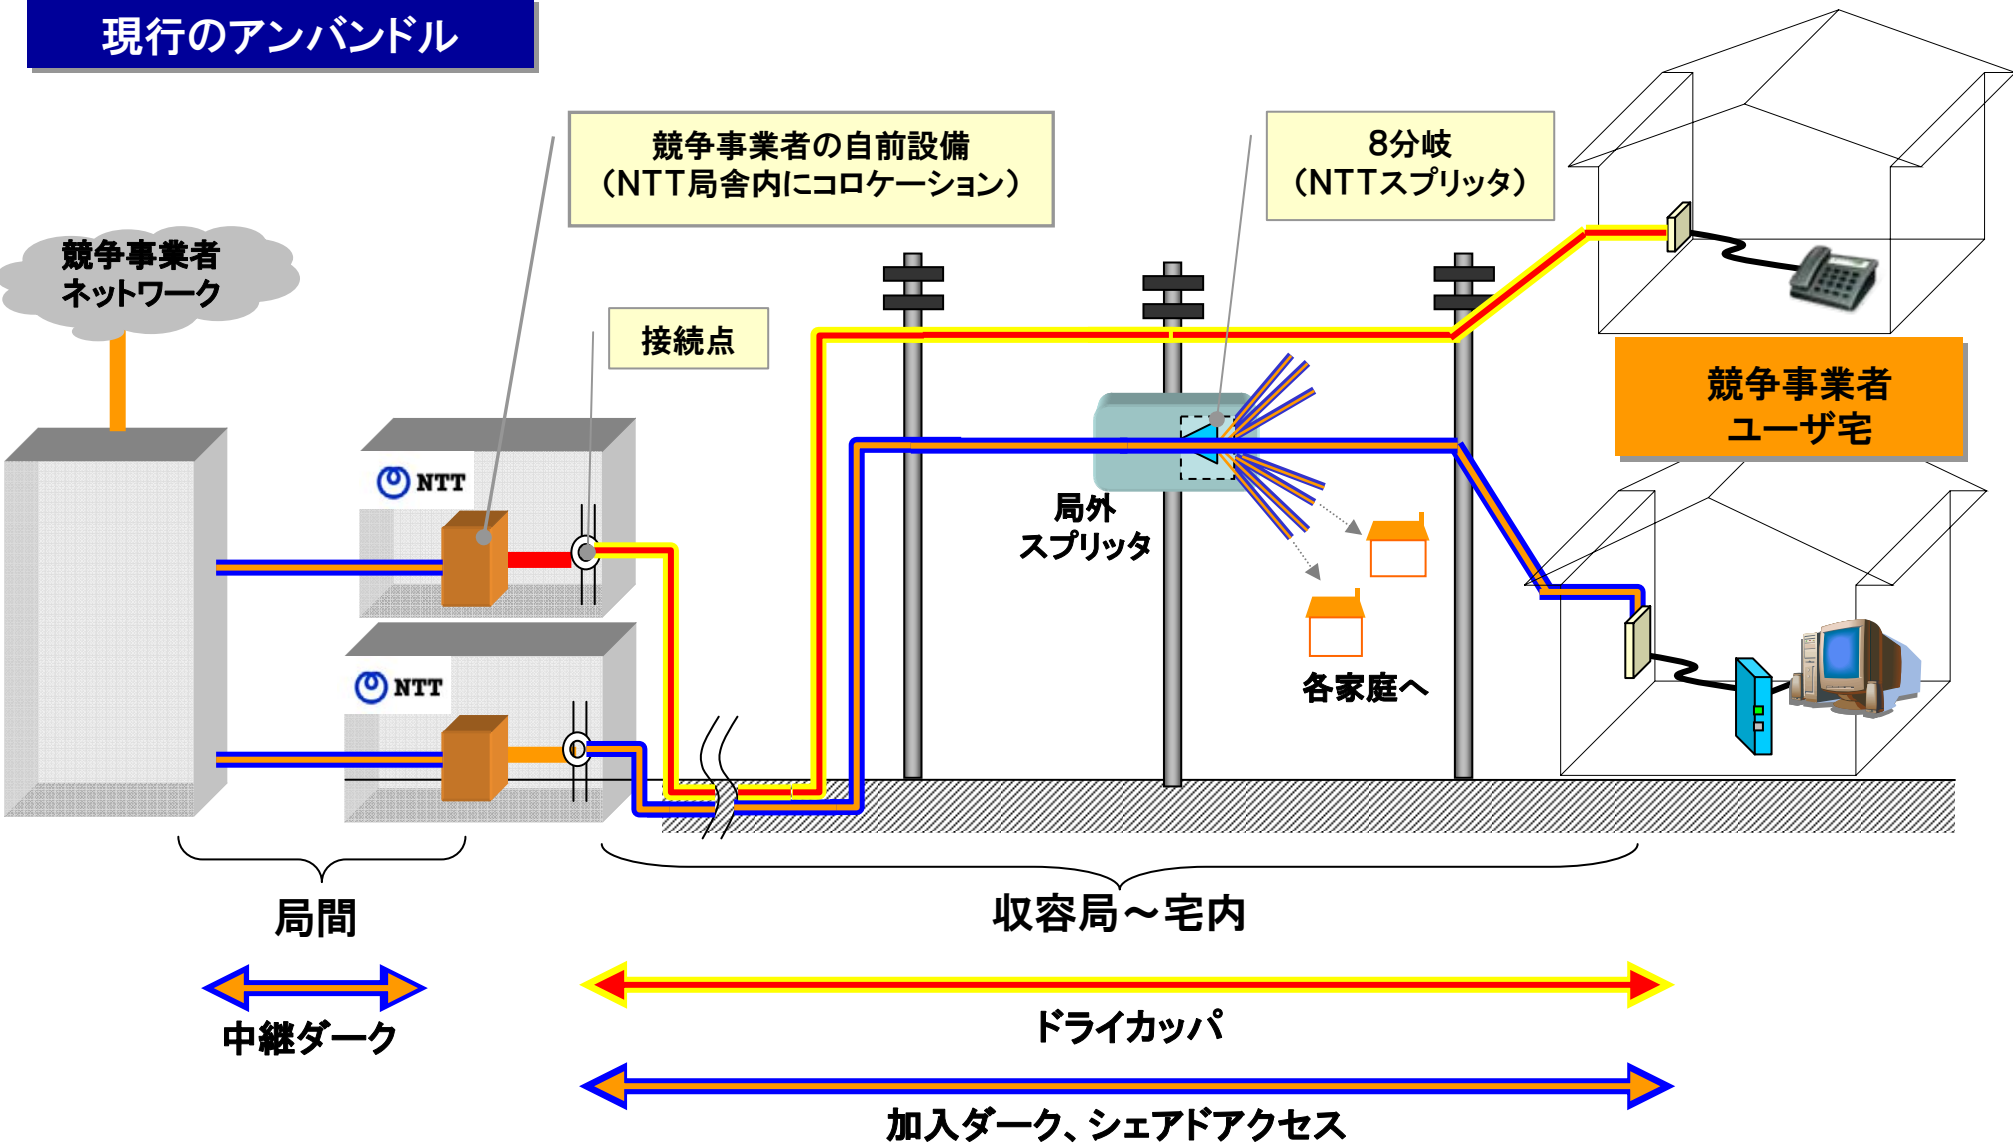 現行のアンバンドル
競争事業者の自前設備
（NTT局舎内にコロケーション）
8分岐
（NTTスプリッタ）
競争事業者
ネットワーク
接続点
競争事業者
ユーザ宅
NTT
局外
スプリッタ
NTT
各家庭へ
局間
収容局～宅内
中継ダーク
ドライカッパ
加入ダーク、シェアドアクセス